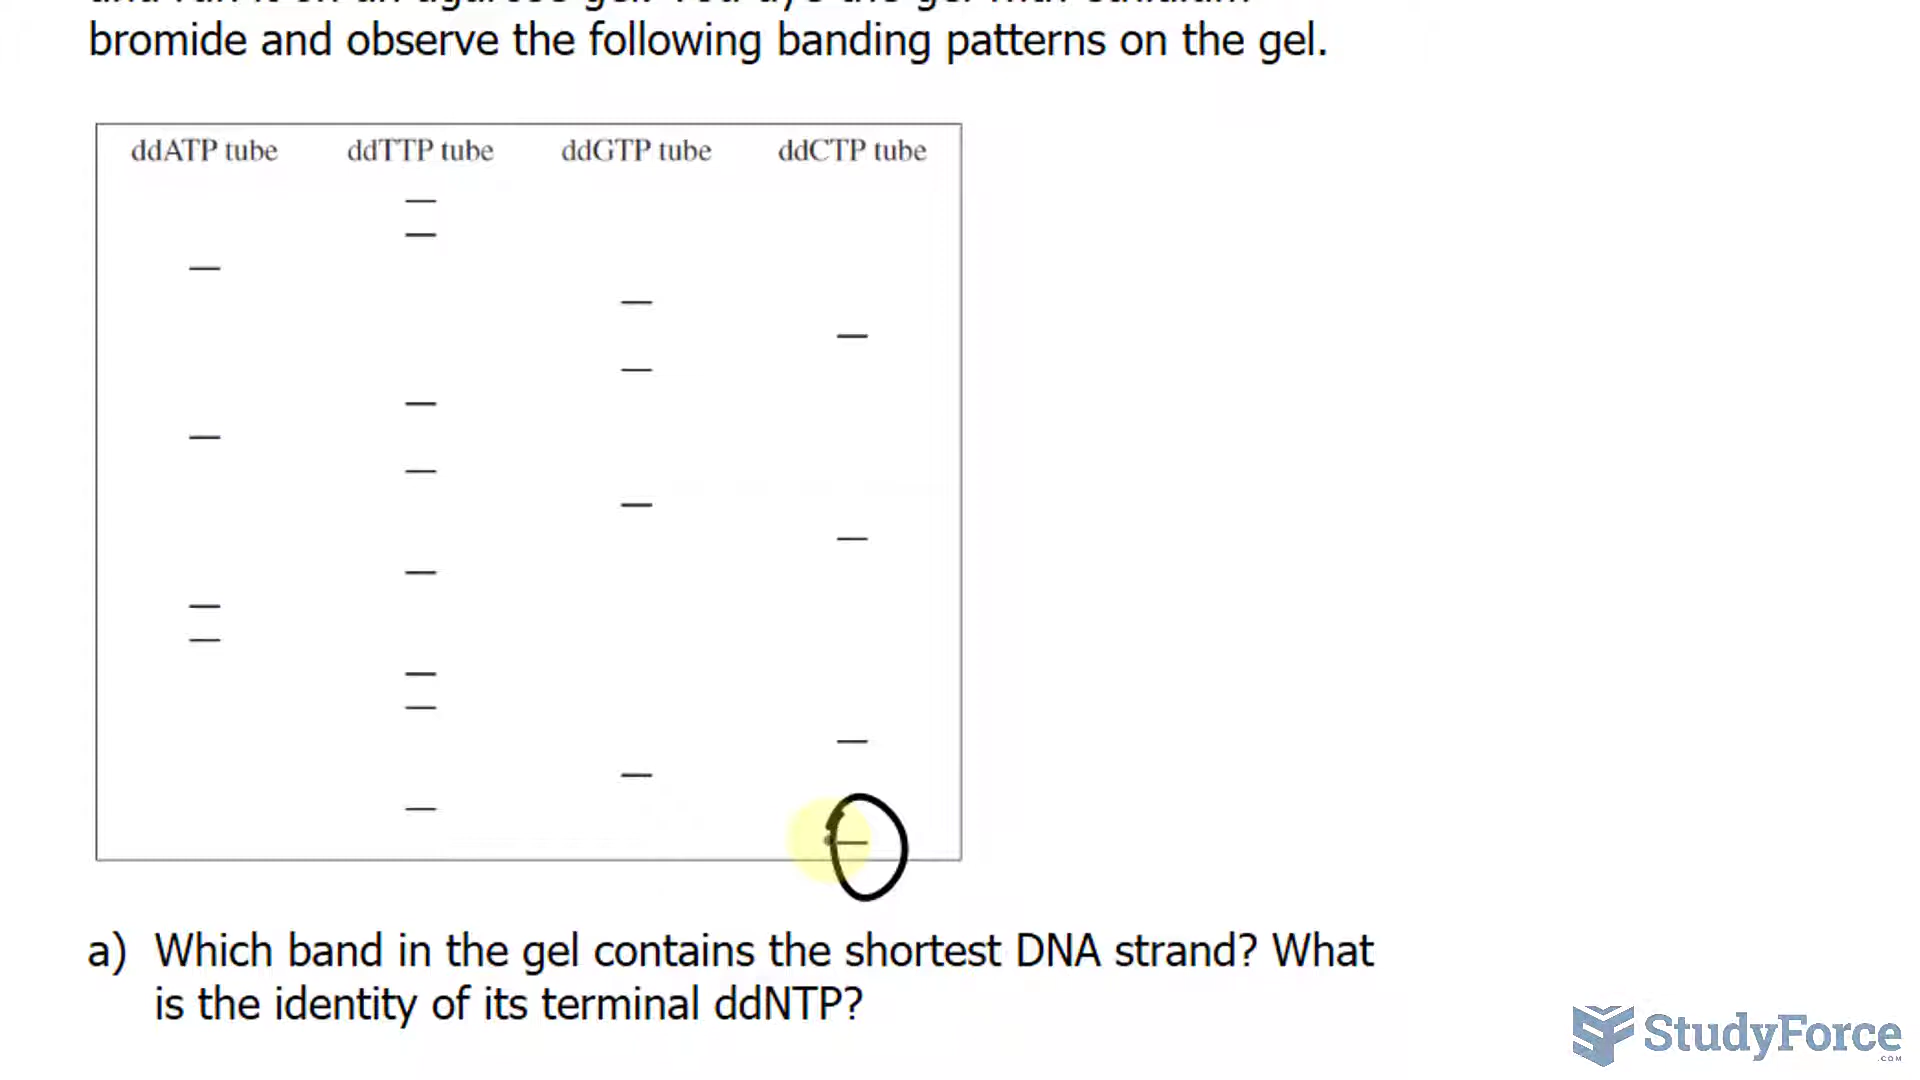 bromide and observe the following banding patterns on the gel.
ddATP tube ddTTP tube ddGTP tube ddCTP tube
a) Which band in the gel contains the shortest DNA strand? What
is the identity of its terminal ddNTP?
StudyForce
.COM